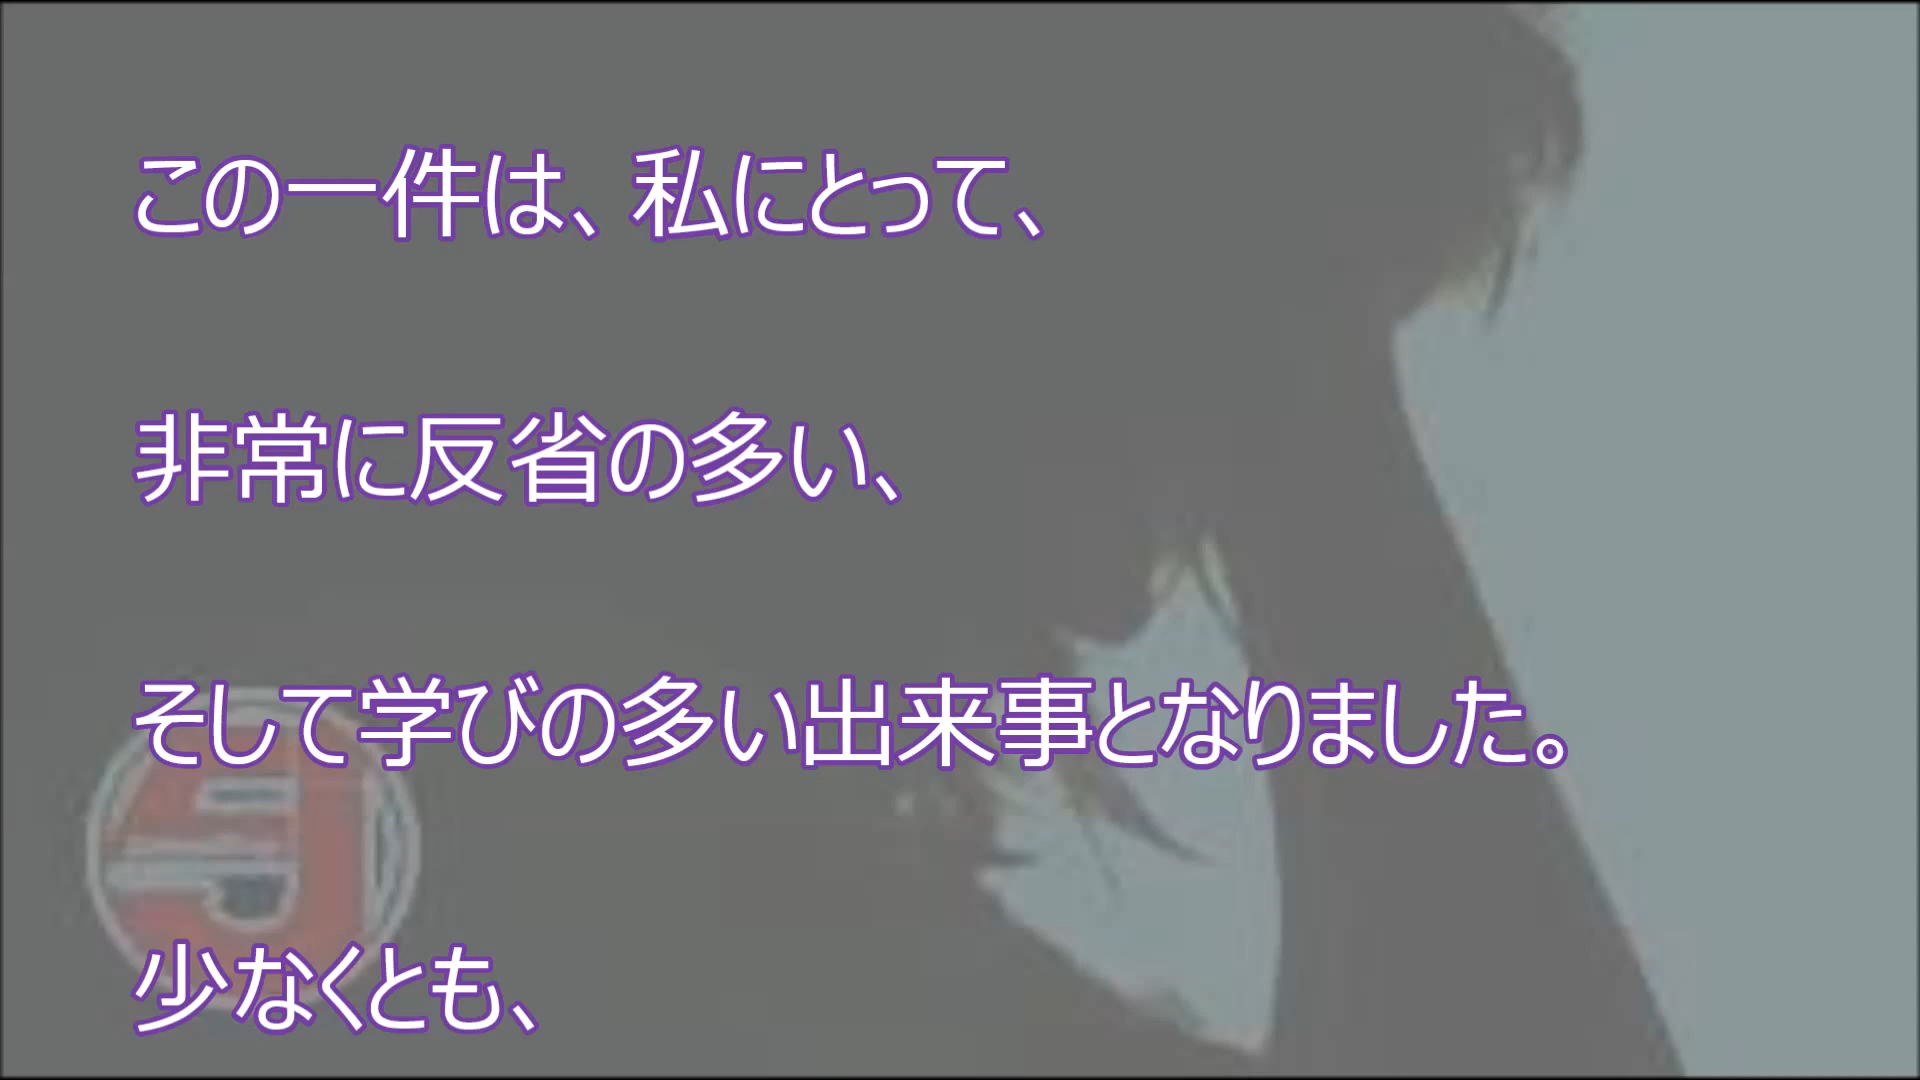 この一件は、私にとって、
非常に反省の多い、
そして学びの多い出来事となりました。
少なくとも、